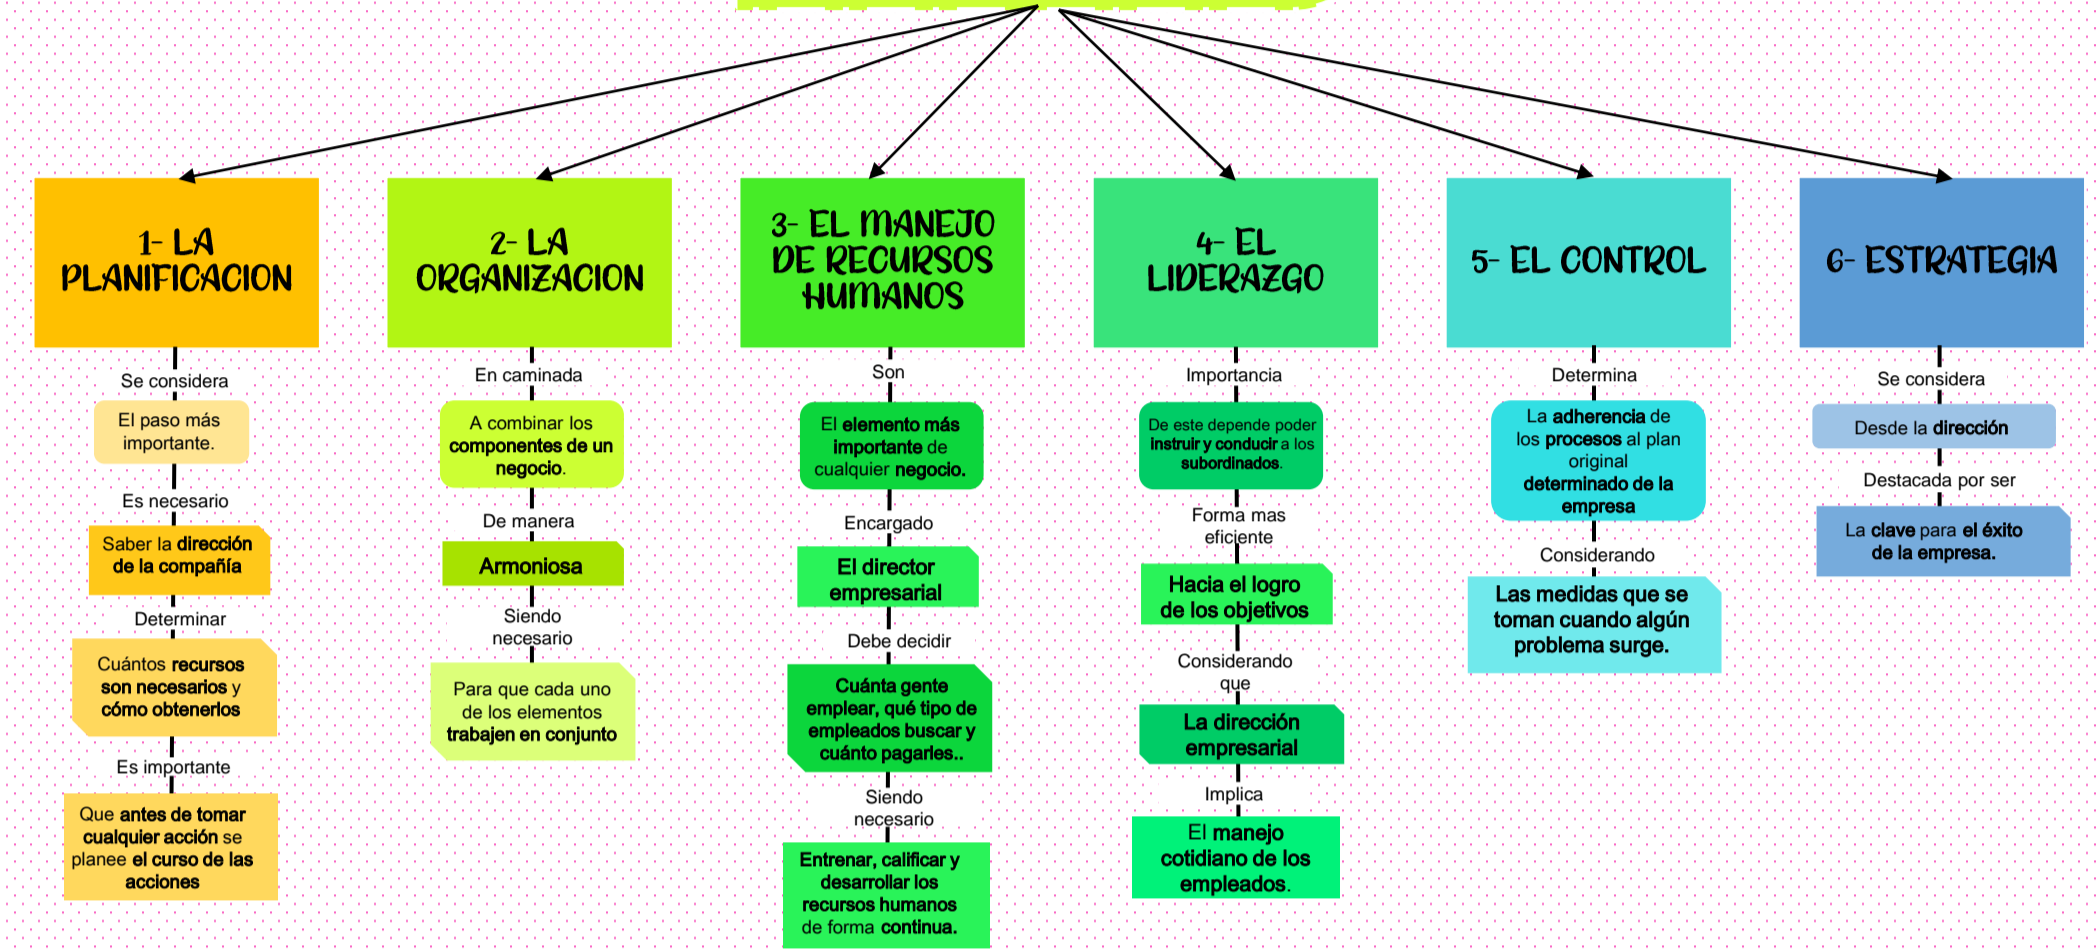 1- LA
PLANIFICACION
Se considera
El paso más
importante.
Es necesario
Saber la dirección
de la compañía
Determinar
Cuántos recursos
son necesarios y
cómo obtenerlos
Es importante
Que antes de tomar
cualquier acción se
planee el curso de las
acciones
2- LA
ORGANIZACION
En caminada
A combinar los
componentes de un
negocio.
De manera
Armoniosa
Siendo
necesario
Para que cada uno
de los elementos
trabajen en conjunto
3- EL MANEJO
DE RECURSOS
HUMANOS
Son
El elemento más
importante de
cualquier negocio.
Encargado
El director
empresarial
Debe decidir
Cuánta gente
emplear, qué tipo de
empleados buscar y
cuánto pagarles..
Siendo
necesario
Entrenar, calificar y
desarrollar los
recursos humanos
de forma continua.
4- EL
LIDERAZGO
Importancia
De este depende poder
instruir y conducir a los
subordinados.
Forma mas
eficiente
Hacia el logro
de los objetivos
Considerando
que
La dirección
empresarial
Implica
El manejo
cotidiano de los
empleados.
5- EL CONTROL
Determina
La adherencia de
los procesos al plan
original
determinado de la
empresa
Considerando
Las medidas que se
toman cuando algún
problema surge.
6- ESTRATEGIA
Se considera
Desde la dirección
Destacada por ser
La clave para el éxito
de la empresa.